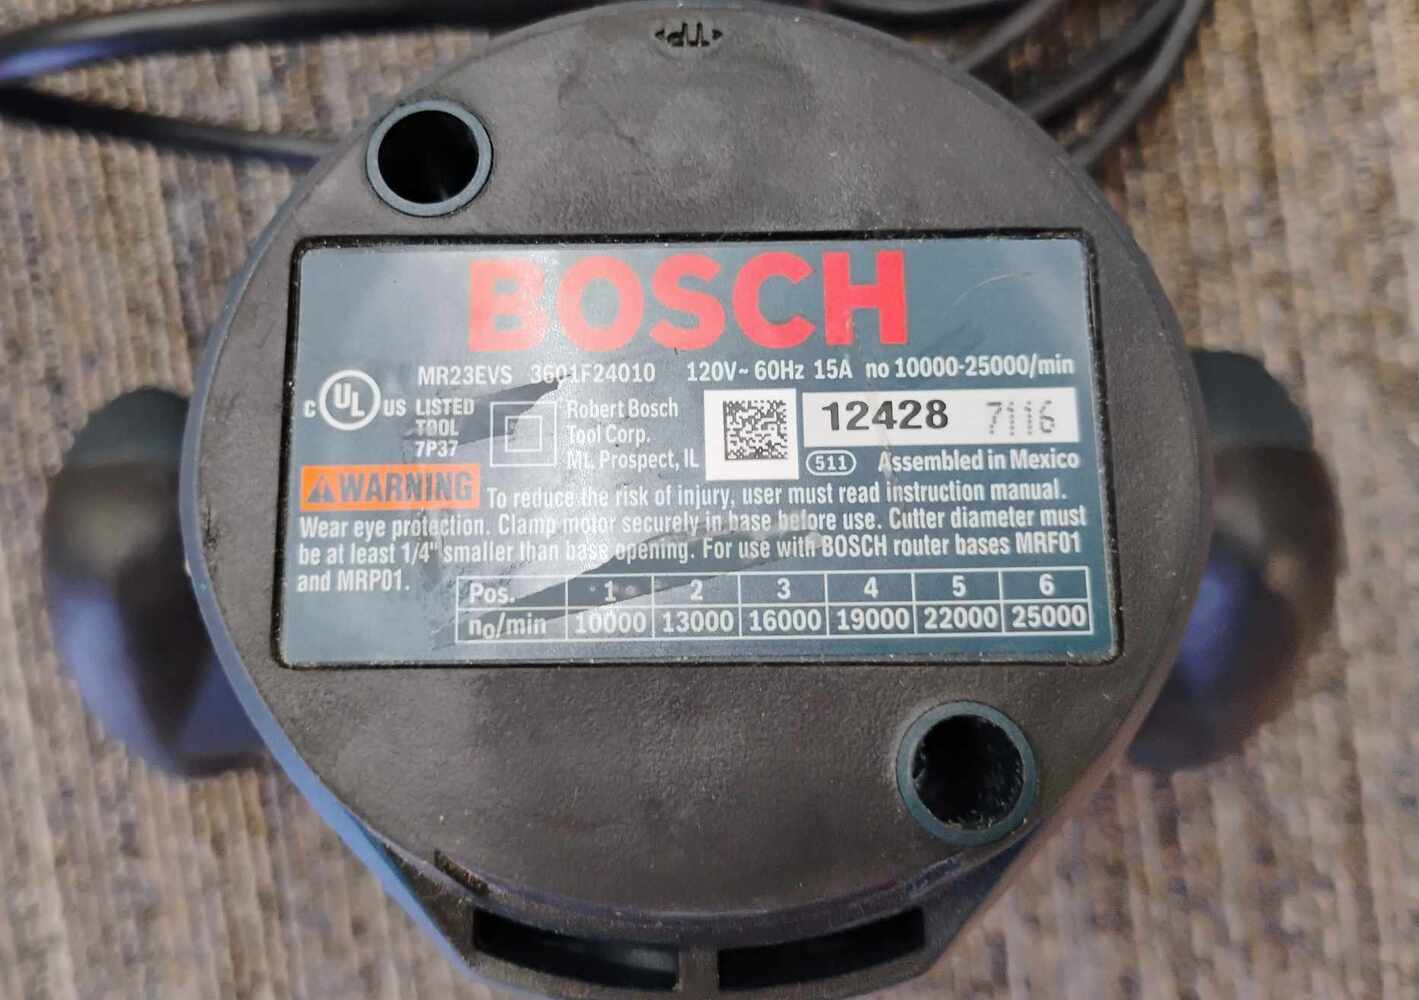 BOSCH
MR23EVS 3601F24010 120V~60Hz 15A no 10000-25000/min
C UL US LISTED
TOOL
7P37
Robert Bosch
Tool Corp.
Mt. Prospect, IL
12428 7116
511 Assembled in Mexico
WARNING To reduce the risk of injury, user must read instruction manual.
Wear eye protection. Clamp motor securely in base before use. Cutter diameter must
be at least 1/4" smaller than base opening. For use with BOSCH router bases MRF01
and MRP01.
Pos. 1 2 3 4 5 6
no/min 10000 13000 16000 19000 22000 25000